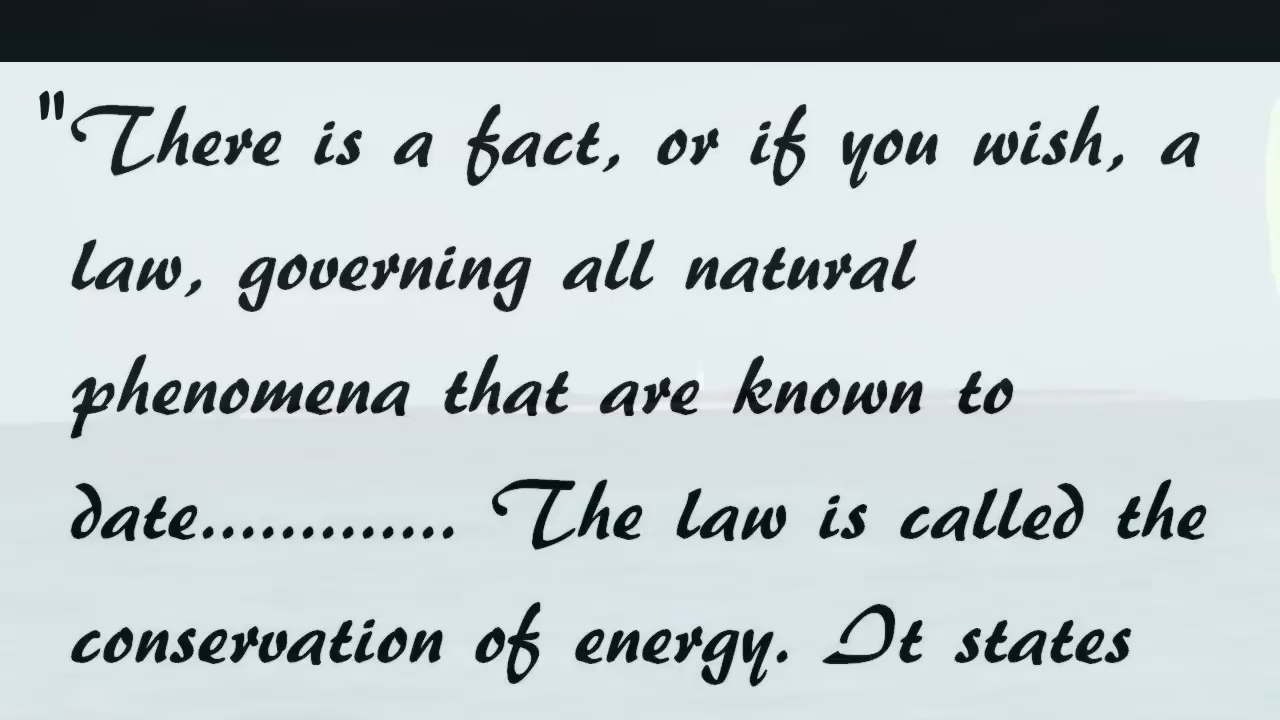 "There is a fact, or if you wish, a
law, governing all natural
phenomena that are known to
date............. The law is called the
conservation of energy. It states